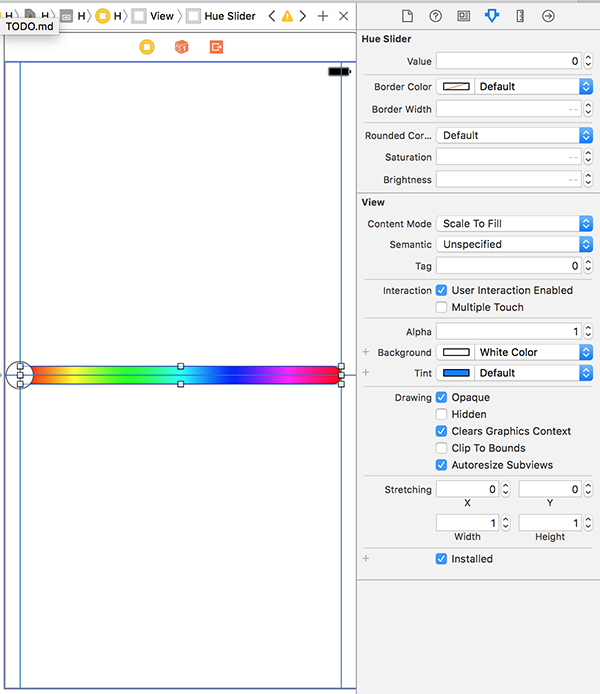 H H H View Hue Slider
TODO.md
1
Hue Slider
Value 0
Border Color Default
Border Width --
Rounded Cor... Default
Saturation --
Brightness --
View
Content Mode Scale To Fill
Semantic Unspecified
Tag 0
Interaction User Interaction Enabled
Multiple Touch
Alpha 1
+ Background White Color
+ Tint Default
Drawing Opaque
Hidden
Clears Graphics Context
Clip To Bounds
Autoresize Subviews
Stretching 0 0
X Y
1 1
Width Height
+ Installed